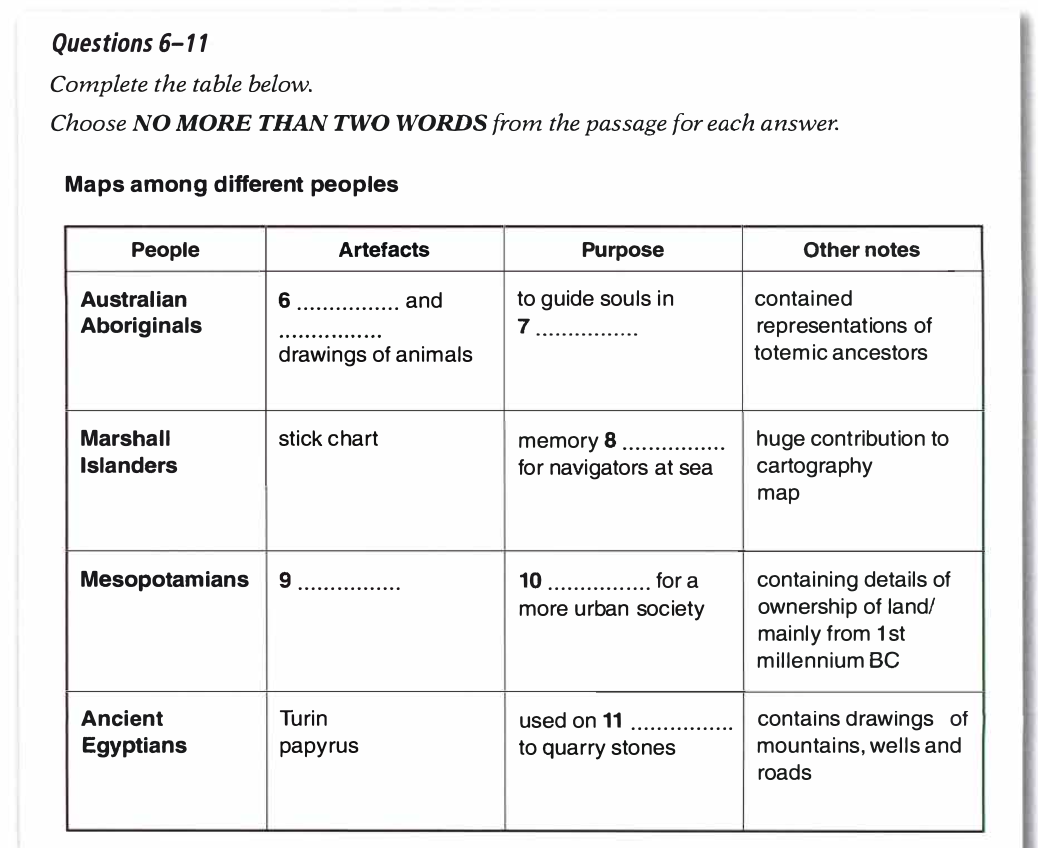 Questions 6–11
Complete the table below.
Choose NO MORE THAN TWO WORDS from the passage for each answer.
Maps among different peoples
People Artefacts Purpose Other notes
Australian
Aboriginals
6 ................ and
................
drawings of animals
to guide souls in
7 ................
contained
representations of
totemic ancestors
Marshall
Islanders
stick chart
memory 8 ................
for navigators at sea
huge contribution to
cartography
map
Mesopotamians
9 ................
10 ................ for a
more urban society
containing details of
ownership of land/
mainly from 1st
millennium BC
Ancient
Egyptians
Turin
papyrus
used on 11 ................
to quarry stones
contains drawings of
mountains, wells and
roads